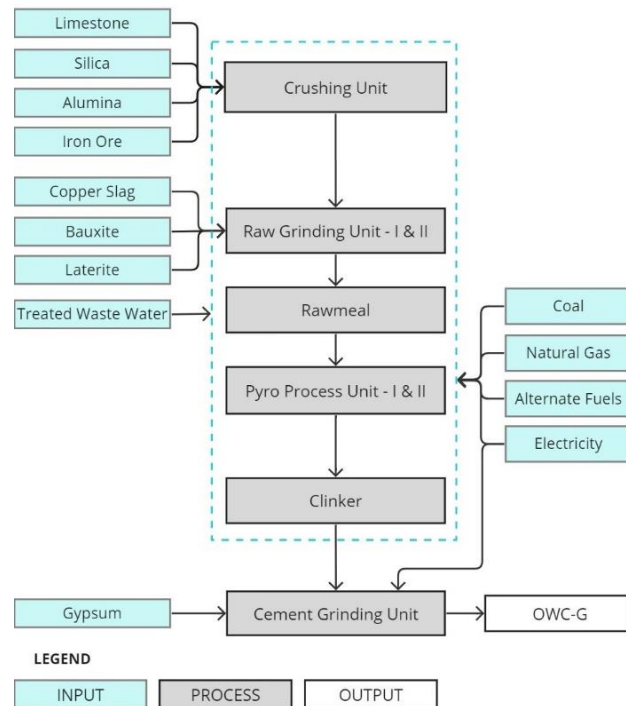 Limestone
Silica
Alumina
Iron Ore
Crushing Unit
Copper Slag
Bauxite
Laterite
Raw Grinding Unit - I & II
Treated Waste Water
Rawmeal
Coal
Natural Gas
Alternate Fuels
Electricity
Pyro Process Unit - I & II
Clinker
Gypsum
Cement Grinding Unit
OWC-G
LEGEND
INPUT
PROCESS
OUTPUT